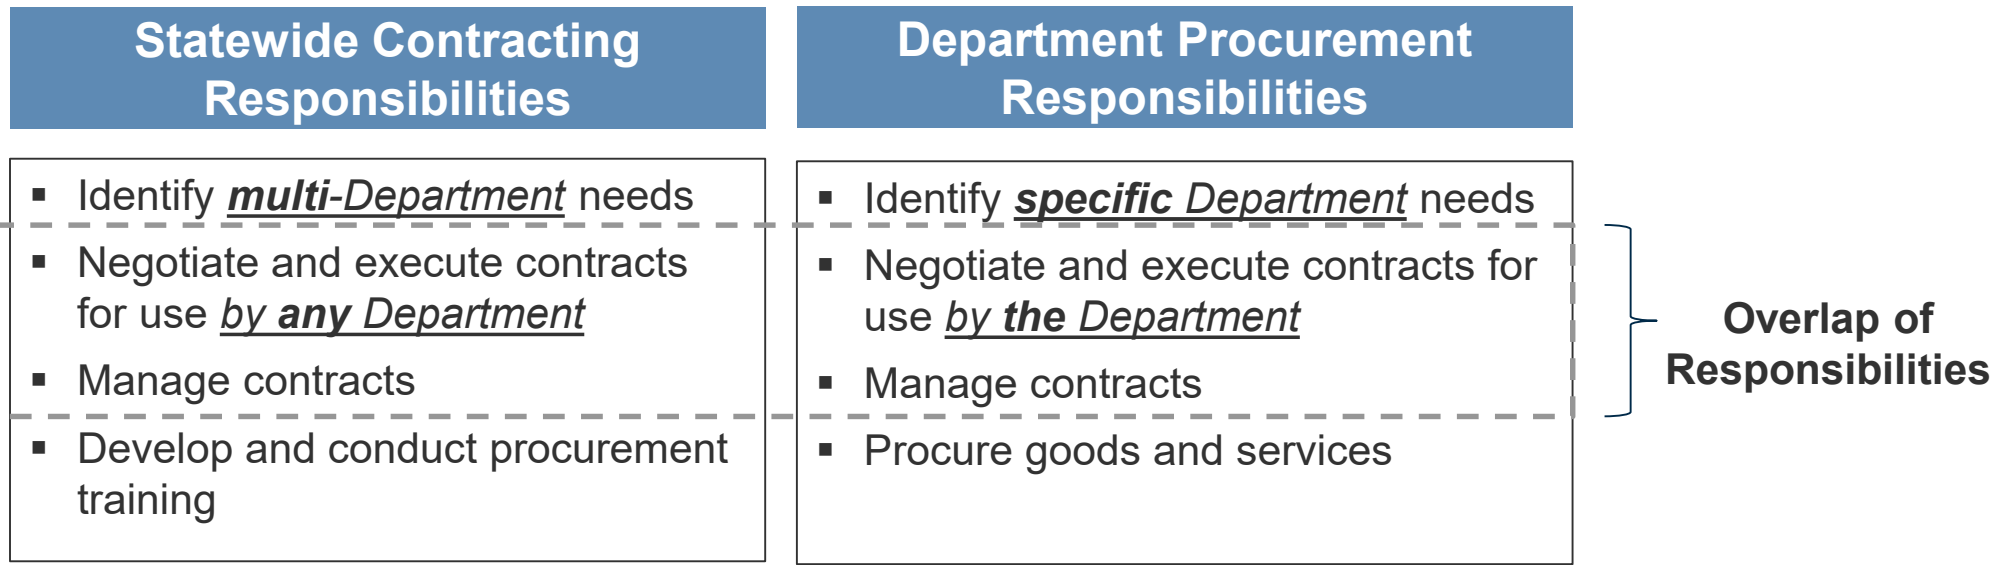 Statewide Contracting
Responsibilities
▪ Identify multi-Department needs
▪ Negotiate and execute contracts
for use by any Department
▪ Manage contracts
▪ Develop and conduct procurement
training
Department Procurement
Responsibilities
▪ Identify specific Department needs
▪ Negotiate and execute contracts for
use by the Department
▪ Manage contracts
▪ Procure goods and services
Overlap of
Responsibilities